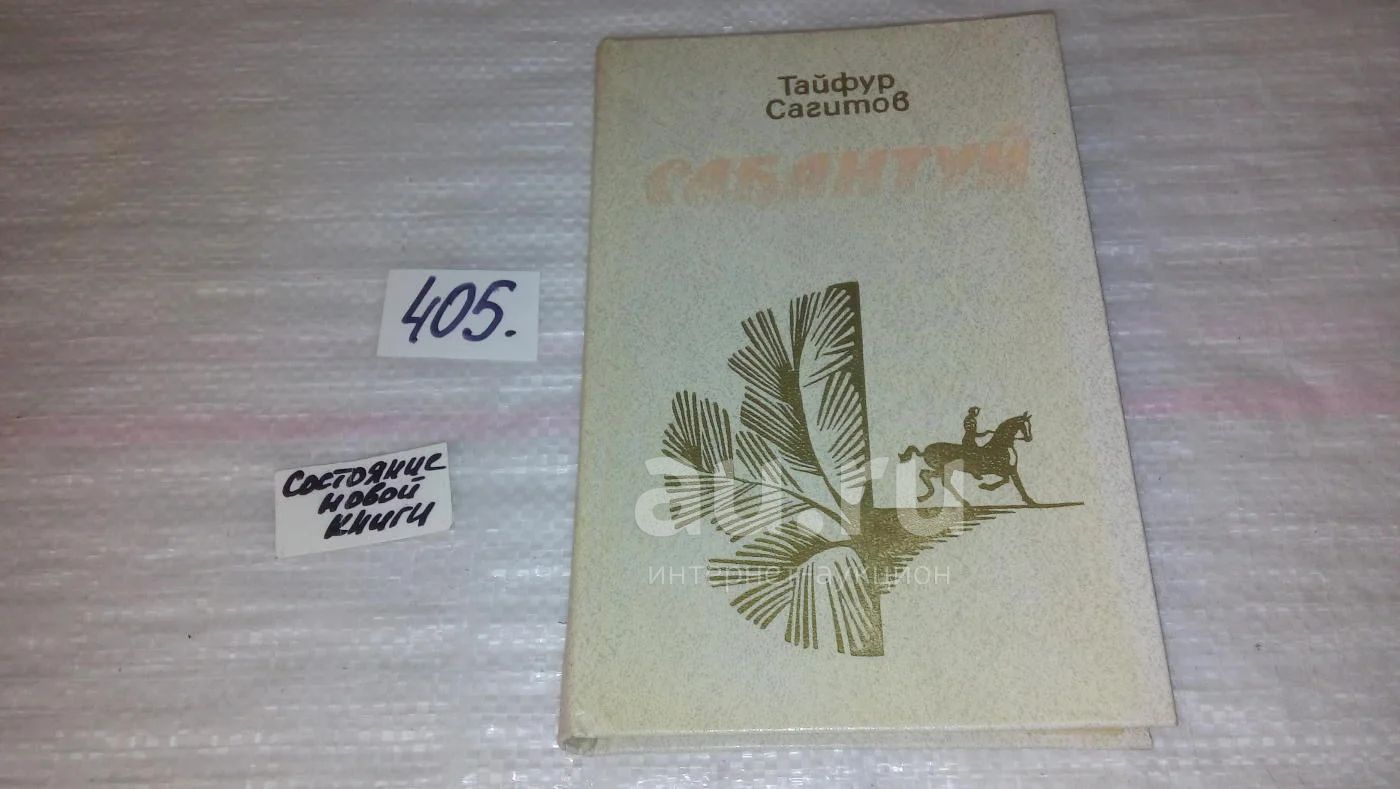 Тайфур
Сагитов
САБАНТУЙ
405.
Состояние
новой
книги
au.ru
интернет аукцион